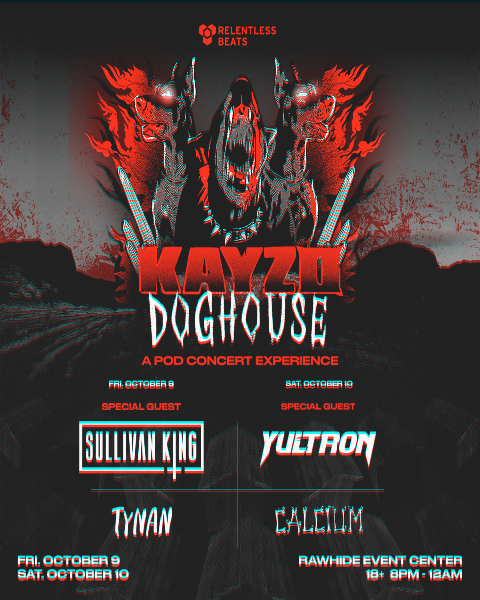 RELENTLESS
BEATS
KAYZO
DOGHOUSE
A POD CONCERT EXPERIENCE
FRI. OCTOBER 9
SPECIAL GUEST
SULLIVAN KING
TYNAN
SAT. OCTOBER 10
SPECIAL GUEST
YULTRON
CALCIUM
FRI. OCTOBER 9
SAT. OCTOBER 10
RAWHIDE EVENT CENTER
18+ 8PM - 12AM